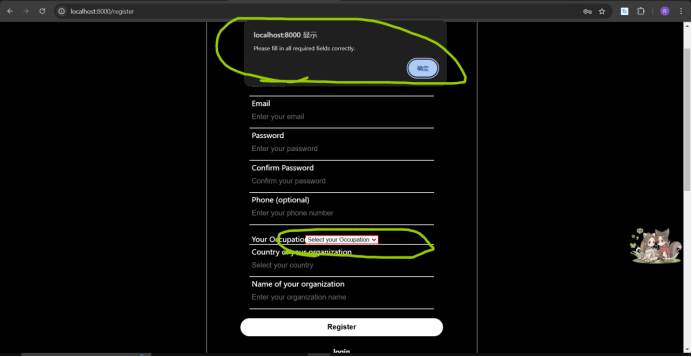 localhost:8000/register
localhost:8000 显示
Please fill in all required fields correctly.
确定
Email
Enter your email
Password
Enter your password
Confirm Password
Confirm your password
Phone (optional)
Enter your phone number
Your Occupation Select your Occupation
Country of your organization
Select your country
Name of your organization
Enter your organization name
Register
login